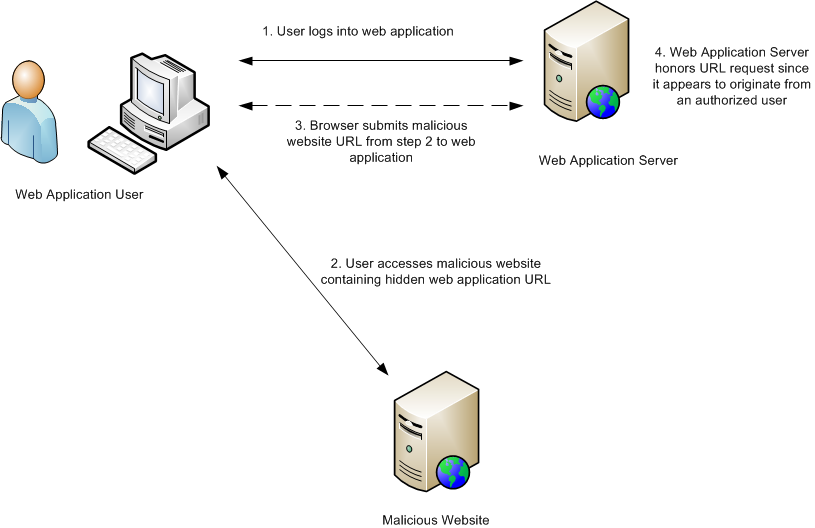 1. User logs into web application
4. Web Application Server
honors URL request since
it appears to originate from
an authorized user
3. Browser submits malicious
website URL from step 2 to web
application
Web Application Server
Web Application User
2. User accesses malicious website
containing hidden web application URL
Malicious Website